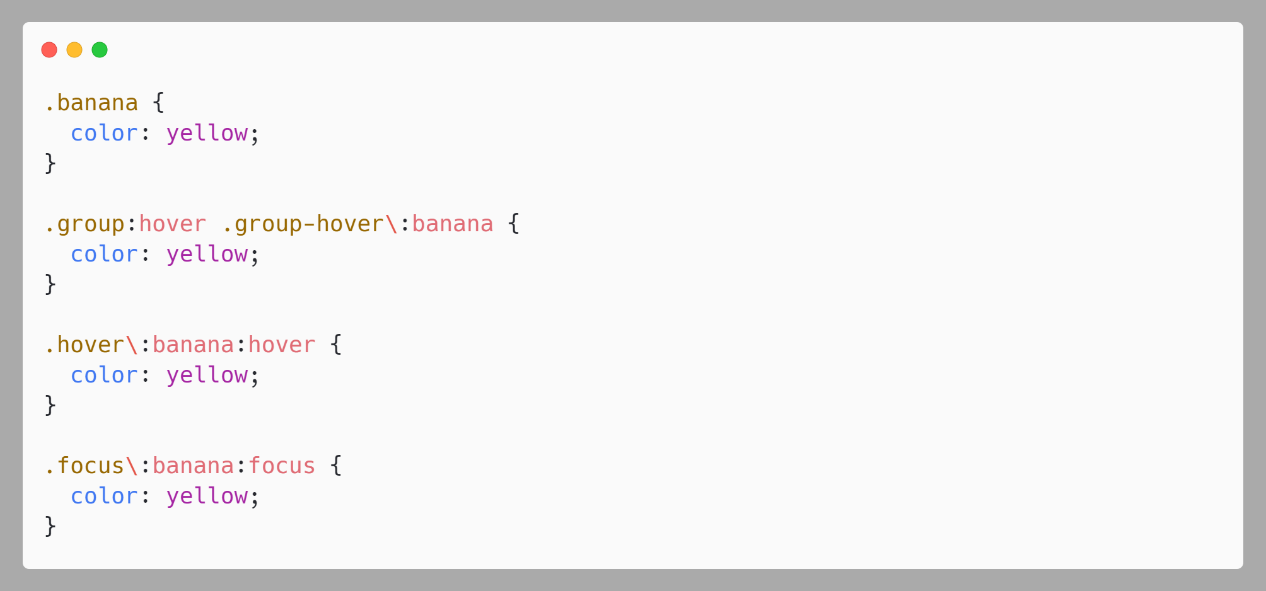 .banana {
  color: yellow;
}

.group:hover .group-hover\:banana {
  color: yellow;
}

.hover\:banana:hover {
  color: yellow;
}

.focus\:banana:focus {
  color: yellow;
}